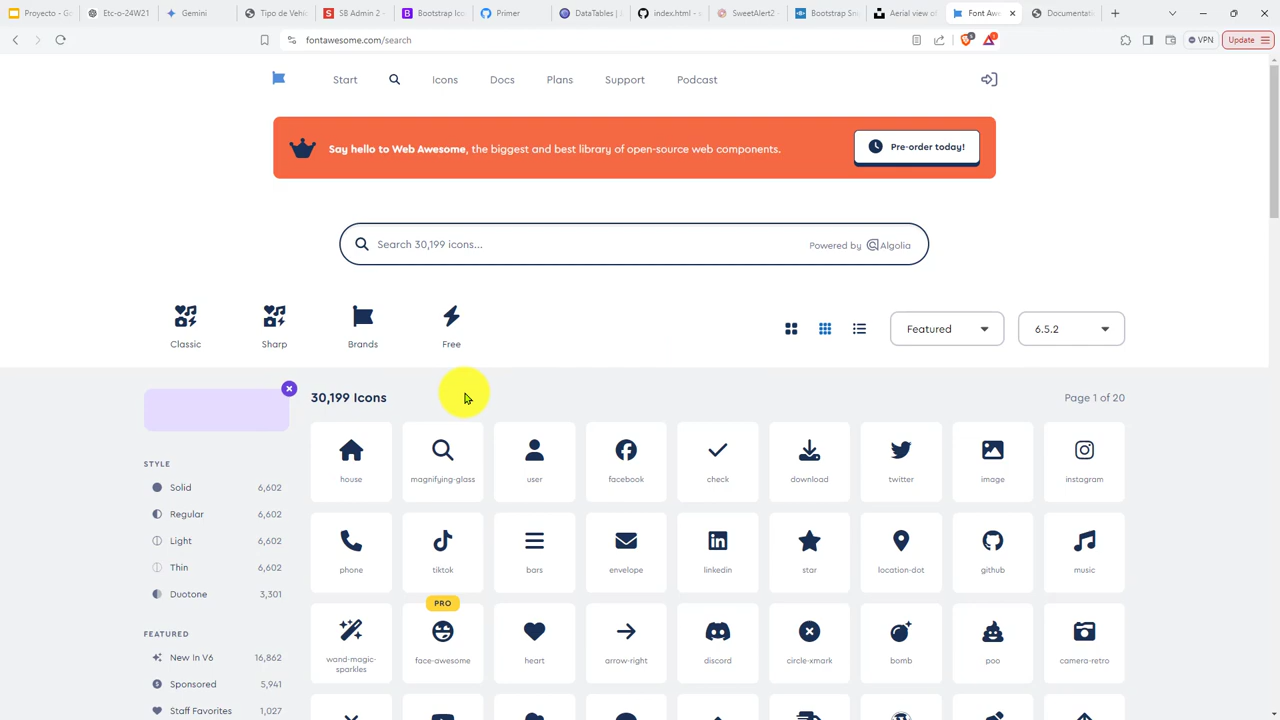 Proyecto - G
Etc-o-24W21
Gemini
Tipo de Vehi
SB Admin 2 -
Bootstrap Ico
Primer
DataTables |
index.html -
SweetAlert2 -
Bootstrap Sni
Aerial view of
Font Awe
Documentati
fontawesome.com/search
VPN
Update
Start
Icons
Docs
Plans
Support
Podcast
Say hello to Web Awesome, the biggest and best library of open-source web components.
Pre-order today!
Search 30,199 icons...
Powered by Algolia
Classic
Sharp
Brands
Free
Featured
6.5.2
30,199 Icons
Page 1 of 20
STYLE
Solid 6,602
Regular 6,602
Light 6,602
Thin 6,602
Duotone 3,301
FEATURED
New In V6 16,862
Sponsored 5,941
Staff Favorites 1,027
house
magnifying-glass
user
facebook
check
download
twitter
image
instagram
phone
tiktok
bars
envelope
linkedin
star
location-dot
github
music
PRO
wand-magic-
sparkles
face-awesome
heart
arrow-right
discord
circle-xmark
bomb
poo
camera-retro